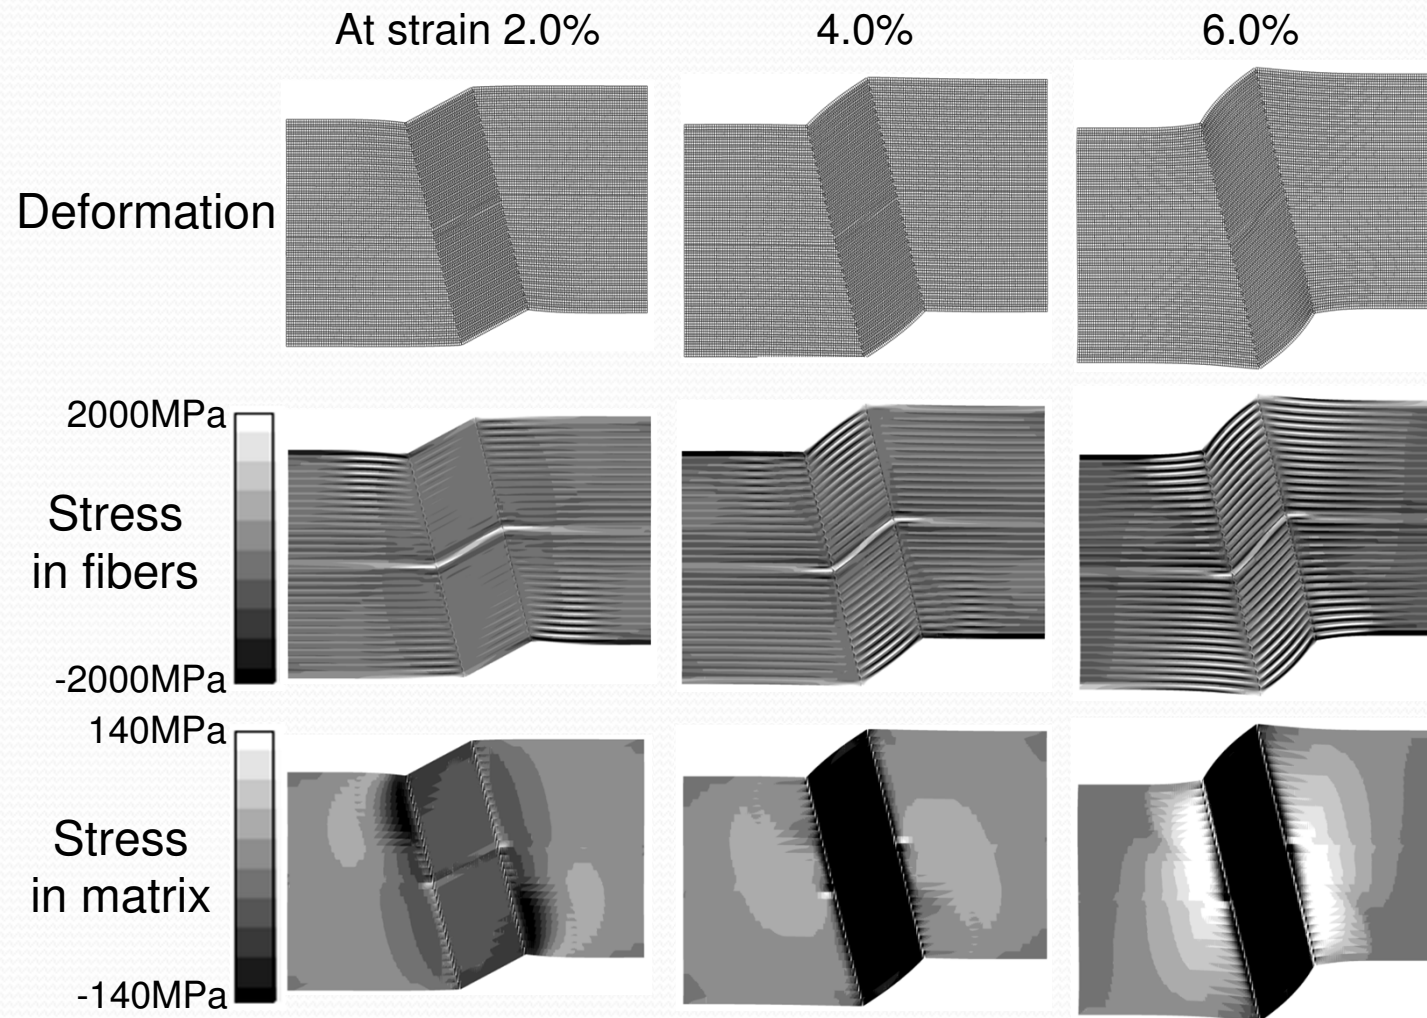 At strain 2.0%
4.0%
6.0%
Deformation
2000MPa
Stress
in fibers
-2000MPa
140MPa
Stress
in matrix
-140MPa